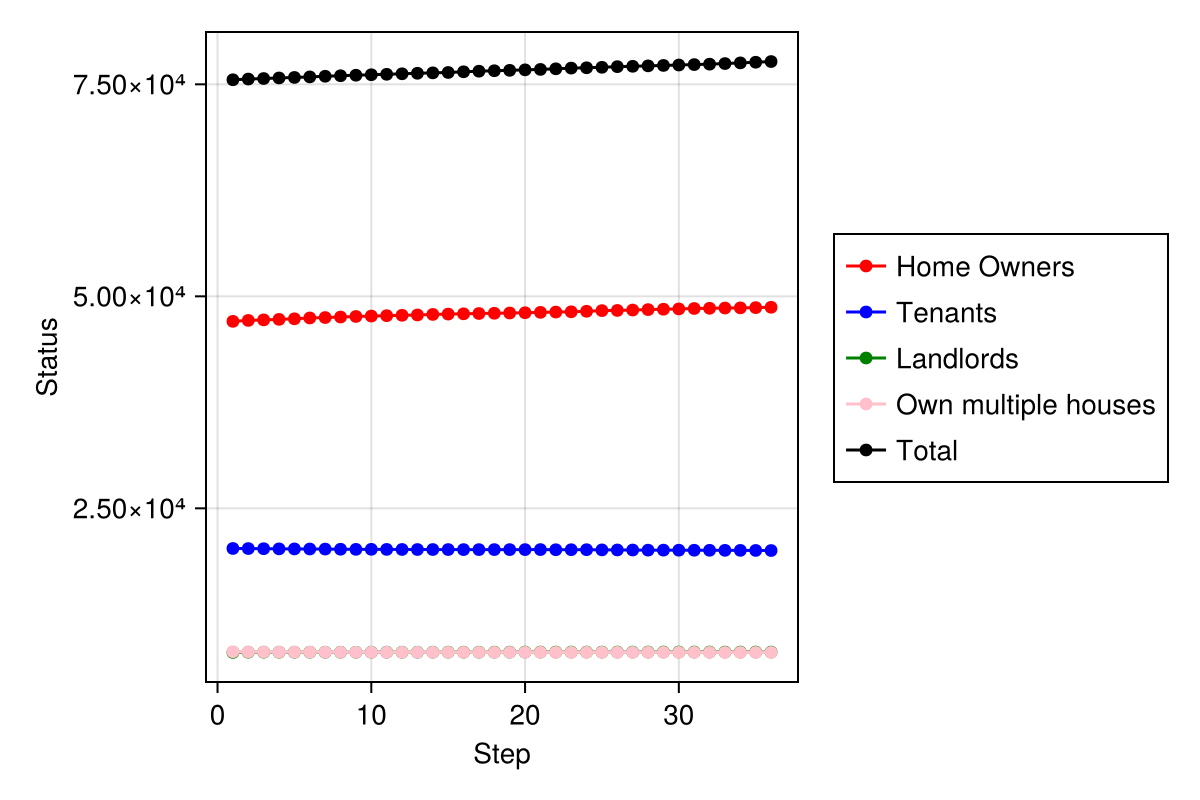 7.50×10⁴
5.00×10⁴
2.50×10⁴
Status
0 10 20 30
Step
Home Owners
Tenants
Landlords
Own multiple houses
Total